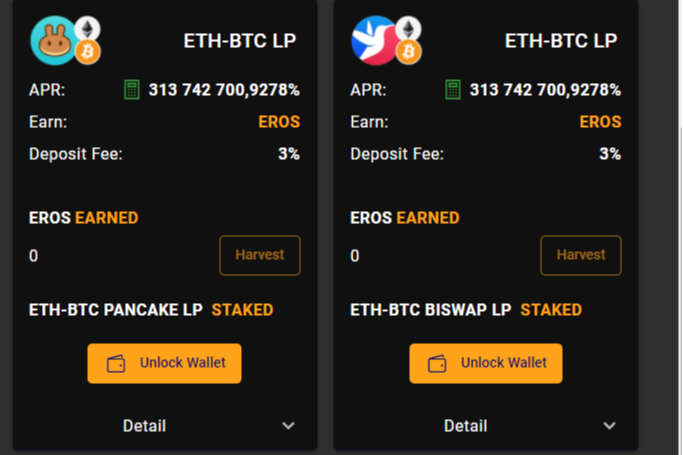 ETH-BTC LP
APR: 313 742 700,9278%
Earn: EROS
Deposit Fee: 3%
EROS EARNED
0 Harvest
ETH-BTC PANCAKE LP STAKED
Unlock Wallet
Detail
ETH-BTC LP
APR: 313 742 700,9278%
Earn: EROS
Deposit Fee: 3%
EROS EARNED
0 Harvest
ETH-BTC BISWAP LP STAKED
Unlock Wallet
Detail